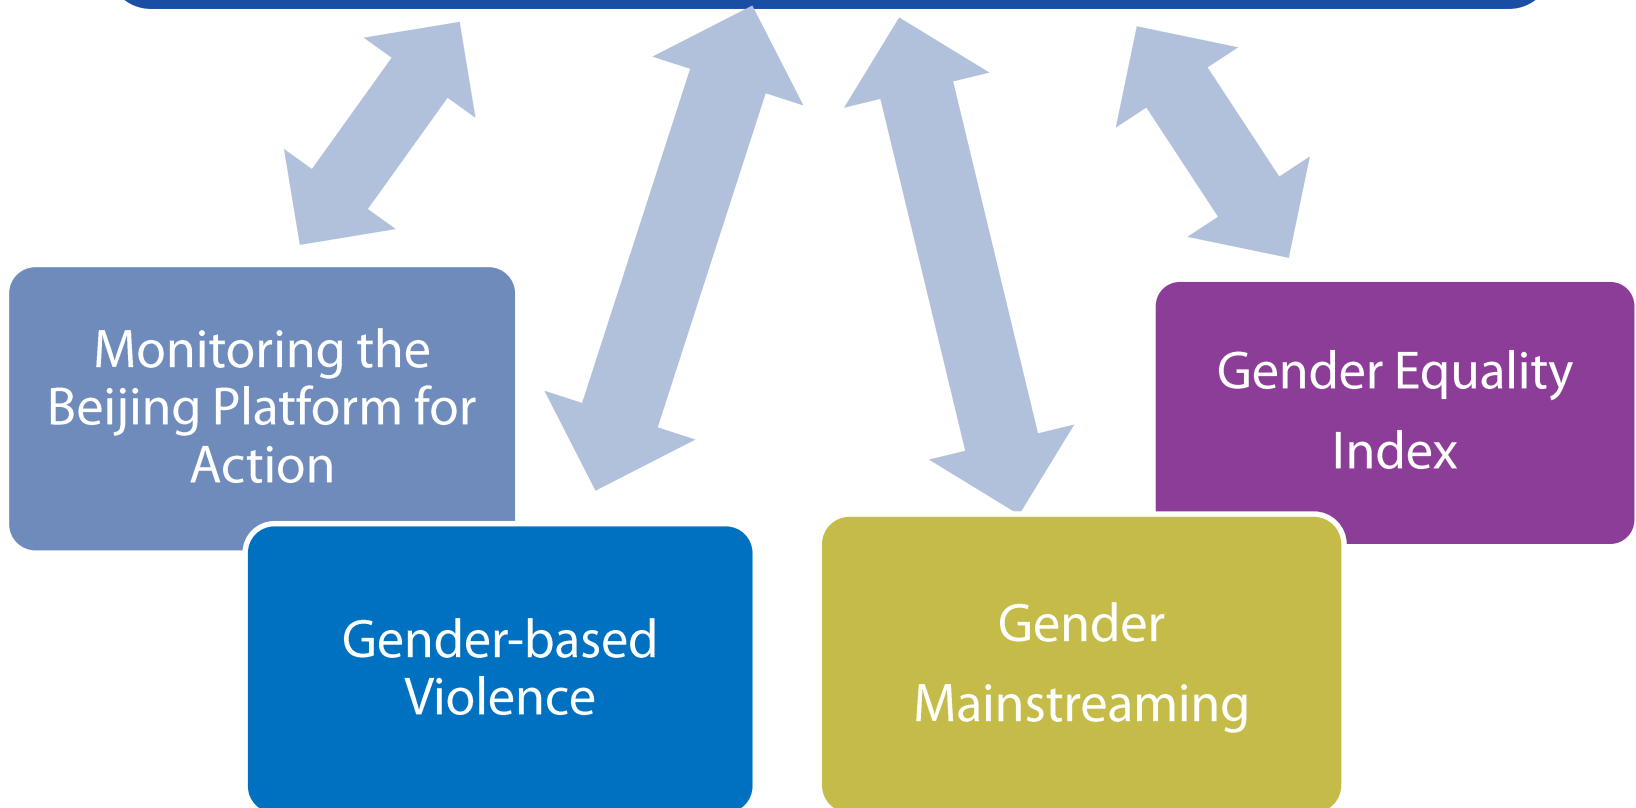 Monitoring the
Beijing Platform for
Action
Gender-based
Violence
Gender
Mainstreaming
Gender Equality
Index